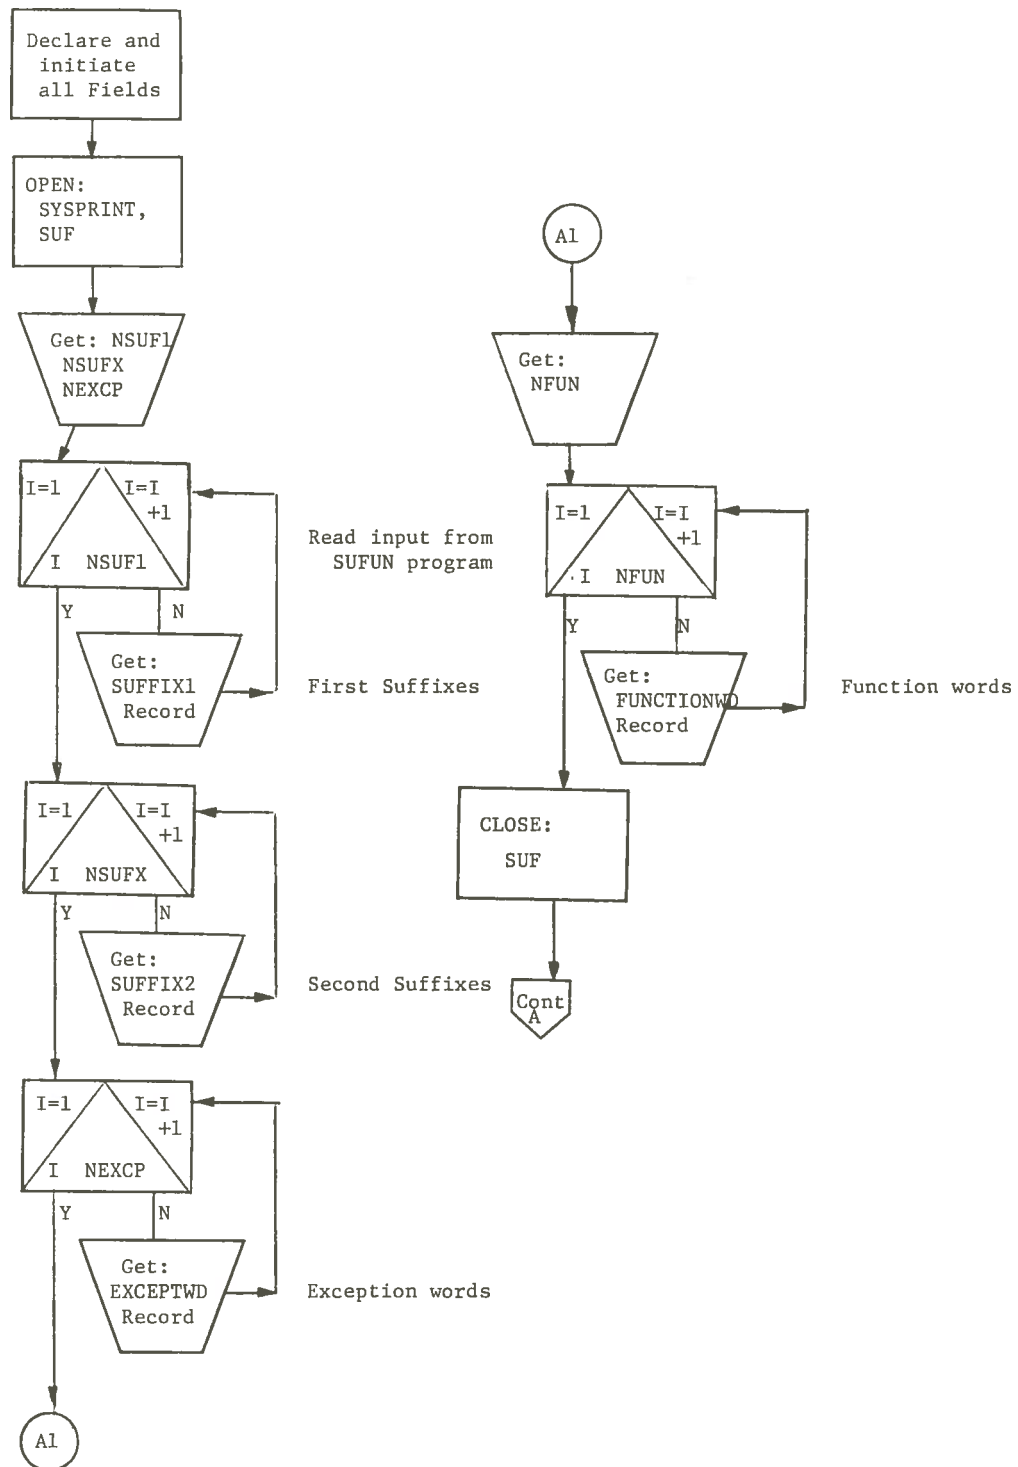 Declare and
initiate
all Fields
OPEN:
SYSPRINT,
SUF
Get: NSUF1
NSUFX
NEXCP
I=1
I=I
+1
I NSUF1
Y
N
Read input from
SUFUN program
Get:
SUFFIX1
Record
First Suffixes
I=1
I=I
+1
I NSUFX
Y
N
Get:
SUFFIX2
Record
Second Suffixes
I=1
I=I
+1
I NEXCP
Y
N
Get:
EXCEPTWD
Record
Exception words
A1
A1
Get:
NFUN
I=1
I=I
+1
I NFUN
Y
N
Get:
FUNCTIONWD
Record
Function words
CLOSE:
SUF
Cont
A